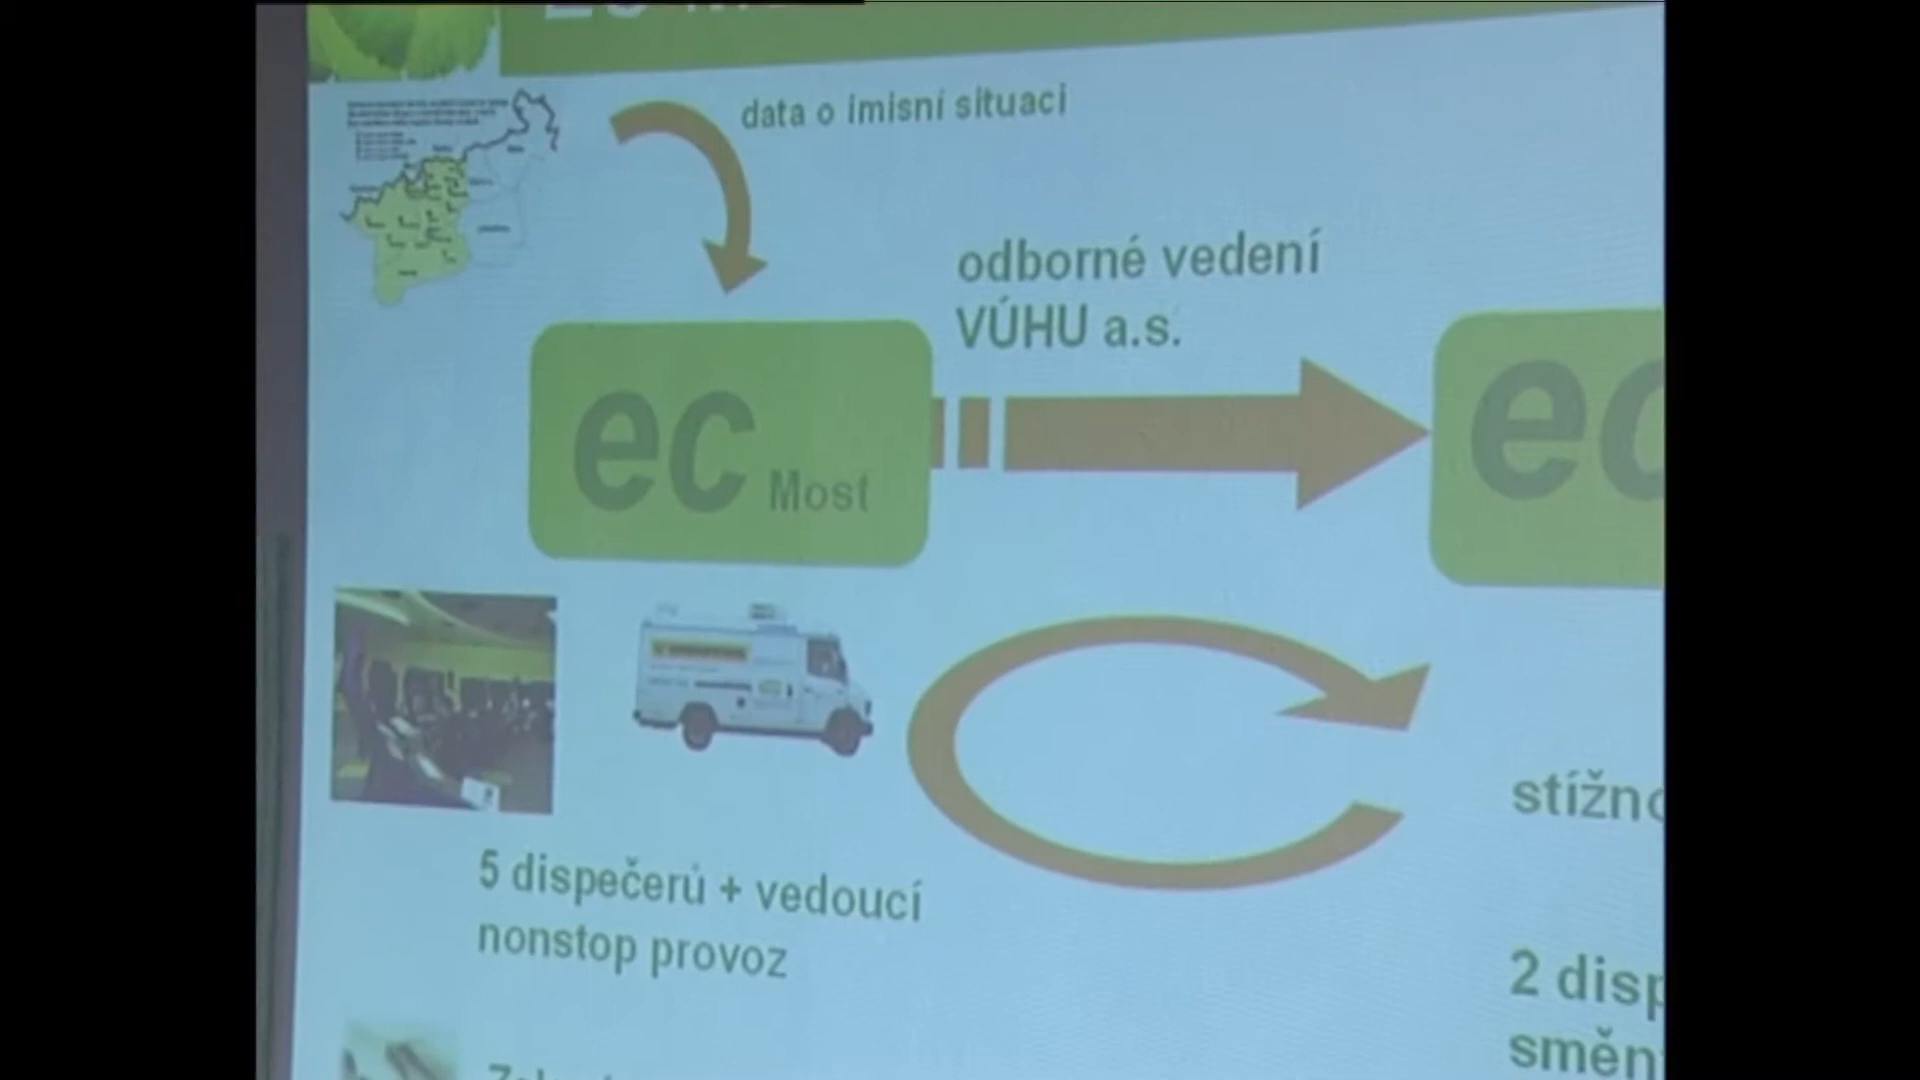 data o imisní situaci
odborné vedení
VÚHU a.s.
ec Most
ec
stížno
5 dispečerů + vedoucí
nonstop provoz
2 disp
směn